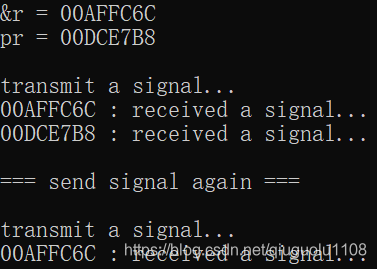 &r = 00AFFC6C
pr = 00DCE7B8
transmit a signal...
00AFFC6C : received a signal...
00DCE7B8 : received a signal...
=== send signal again ===
transmit a signal...
00AFFC6C : received a signal...
https://blog.csdn.net/qiuguolu1108